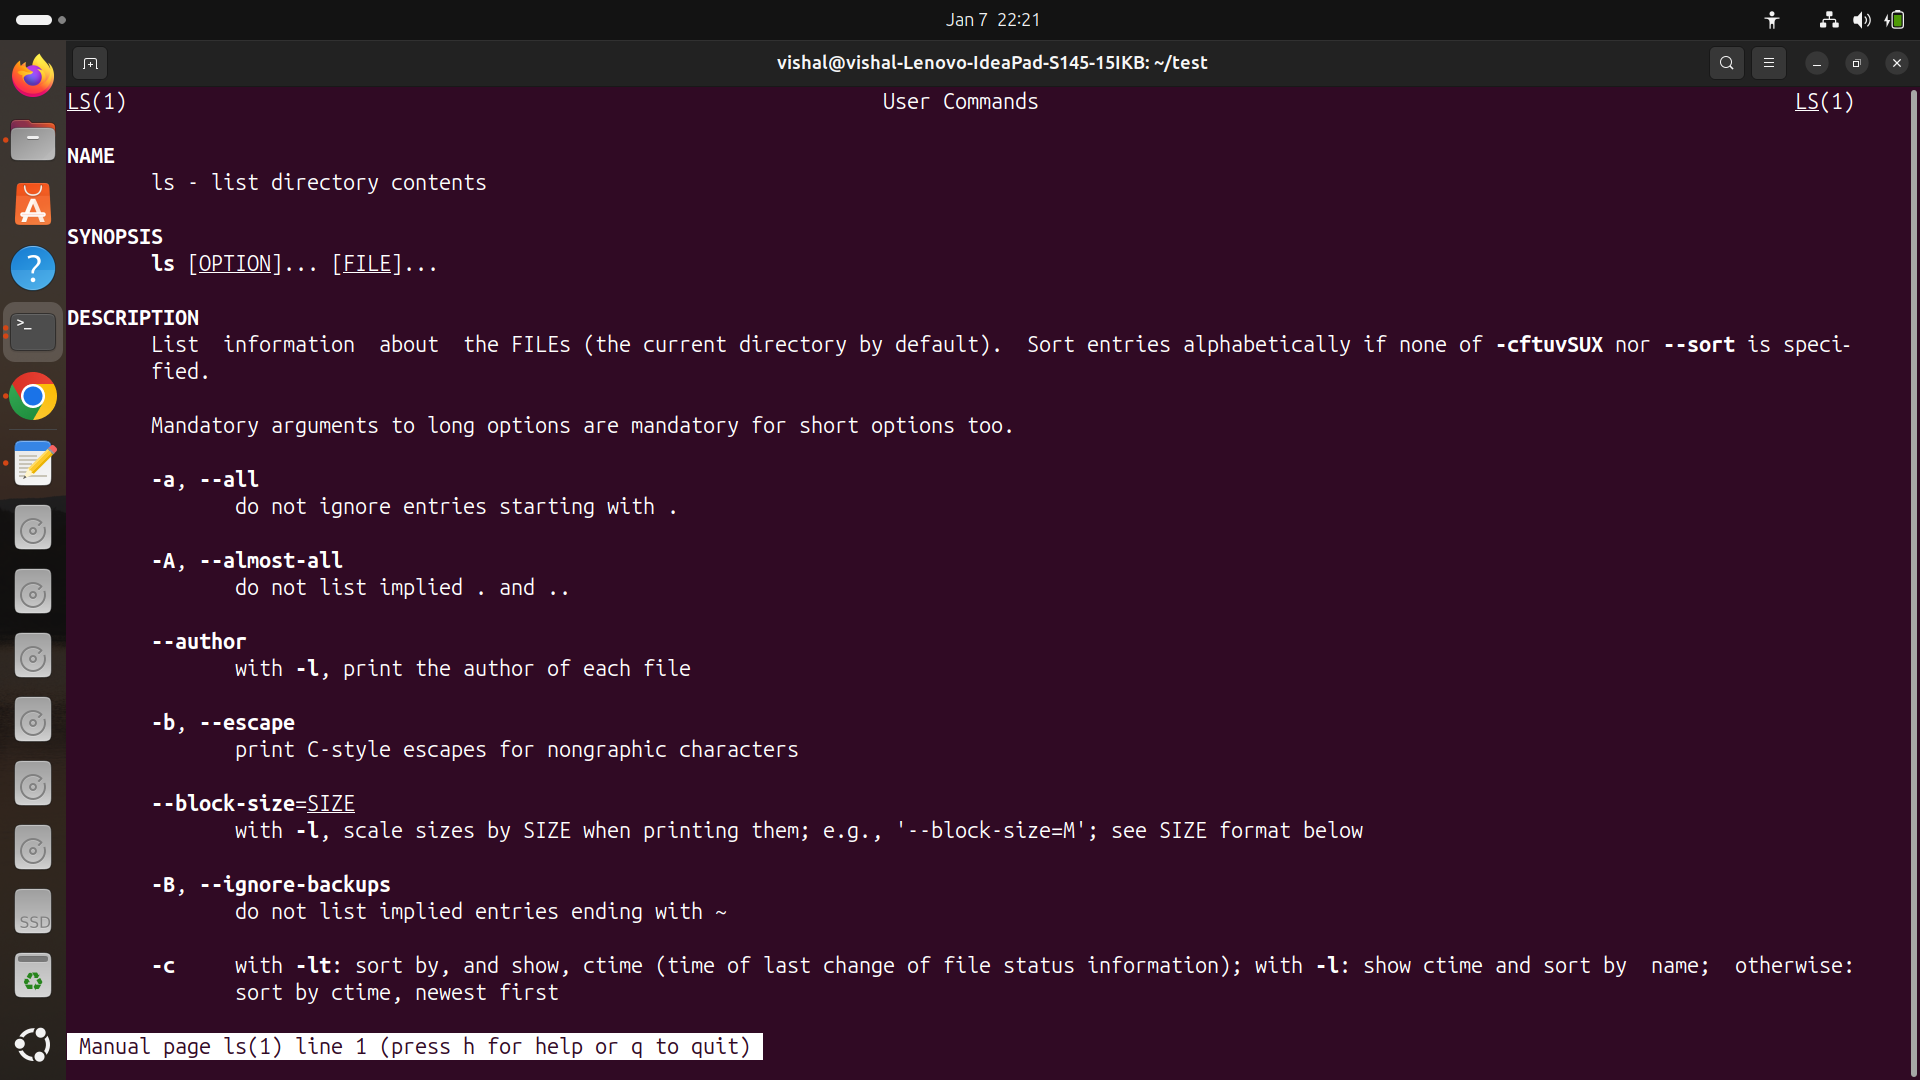 Jan 7 22:21
vishal@vishal-Lenovo-IdeaPad-S145-15IKB: ~/test
LS(1) User Commands LS(1)
NAME
ls - list directory contents
SYNOPSIS
ls [OPTION]... [FILE]...
DESCRIPTION
List information about the FILEs (the current directory by default). Sort entries alphabetically if none of -cftuvSUX nor --sort is speci-
fied.
Mandatory arguments to long options are mandatory for short options too.
-a, --all
do not ignore entries starting with .
-A, --almost-all
do not list implied . and ..
--author
with -l, print the author of each file
-b, --escape
print C-style escapes for nongraphic characters
--block-size=SIZE
with -l, scale sizes by SIZE when printing them; e.g., '--block-size=M'; see SIZE format below
-B, --ignore-backups
do not list implied entries ending with ~
-c with -lt: sort by, and show, ctime (time of last change of file status information); with -l: show ctime and sort by name; otherwise:
sort by ctime, newest first
Manual page ls(1) line 1 (press h for help or q to quit)
>_
SSD